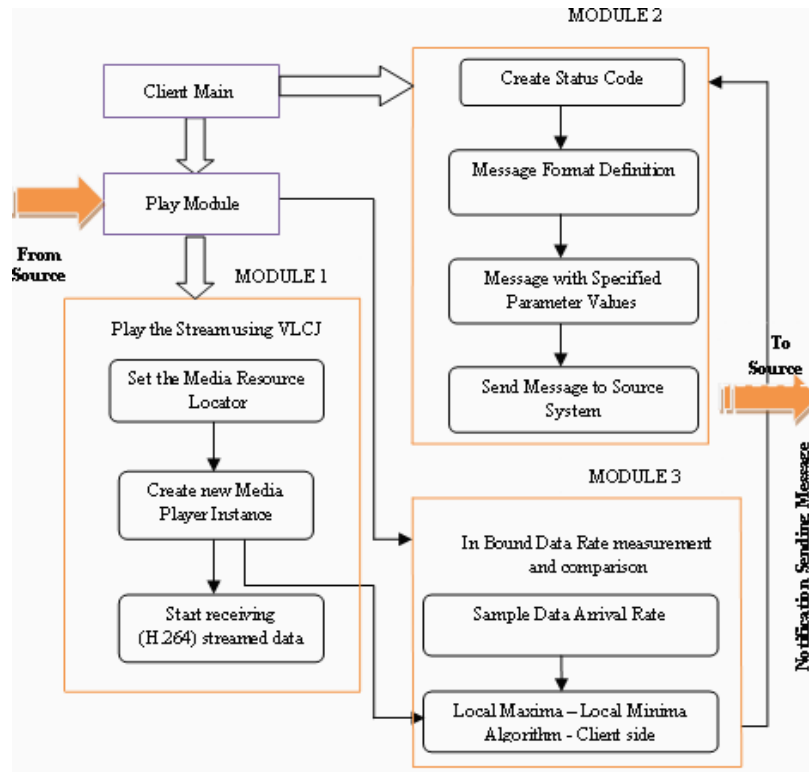 MODULE 2
Client Main
Create Status Code
Message Format Definition
Play Module
From
Source
MODULE 1
Message with Specified
Parameter Values
Play the Stream using VLCJ
Set the Media Resource
Locator
Send Message to Source
System
To
Source
Create new Media
Player Instance
Start receiving
(H.264) streamed data
MODULE 3
In Bound Data Rate measurement
and comparison
Sample Data Arrival Rate
Local Maxima – Local Minima
Algorithm - Client side
Notification Sending Message